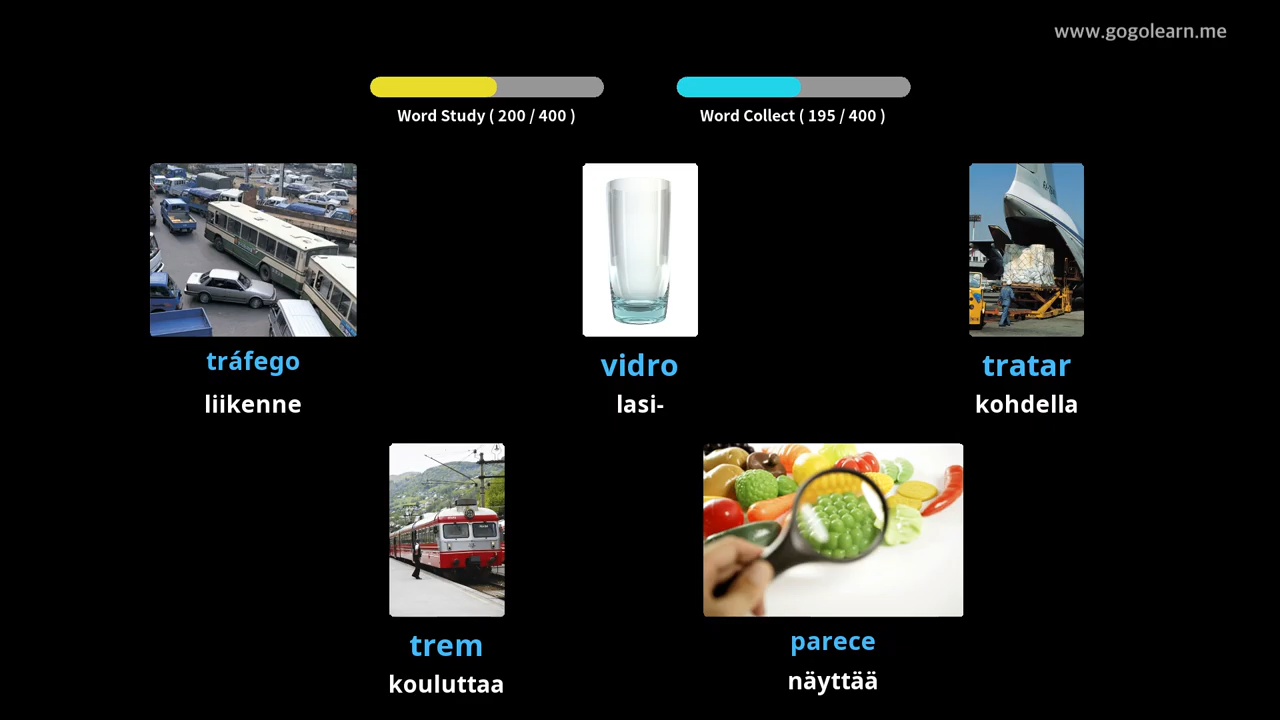 www.gogolearn.me
Word Study ( 200 / 400 )
Word Collect ( 195 / 400 )
tráfego
liikenne
vidro
lasi-
tratar
kohdella
trem
kouluttaa
parece
näyttää